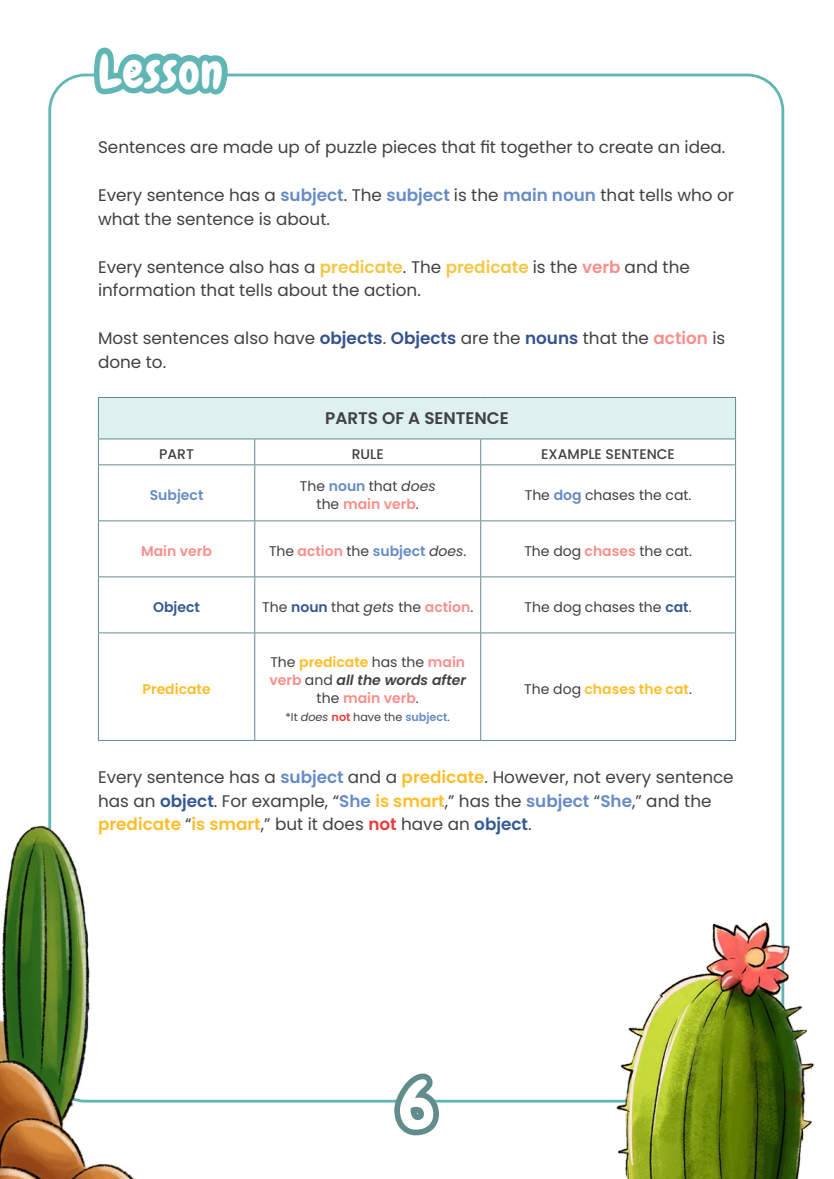 Lesson
Sentences are made up of puzzle pieces that fit together to create an idea.
Every sentence has a subject. The subject is the main noun that tells who or
what the sentence is about.
Every sentence also has a predicate. The predicate is the verb and the
information that tells about the action.
Most sentences also have objects. Objects are the nouns that the action is
done to.
PARTS OF A SENTENCE
PART RULE EXAMPLE SENTENCE
Subject
The noun that does
the main verb.
The dog chases the cat.
Main verb
The action the subject does.
The dog chases the cat.
Object
The noun that gets the action.
The dog chases the cat.
Predicate
The predicate has the main
verb and all the words after
the main verb.
*It does not have the subject.
The dog chases the cat.
Every sentence has a subject and a predicate. However, not every sentence
has an object. For example, “She is smart,” has the subject “She,” and the
predicate “is smart,” but it does not have an object.
6